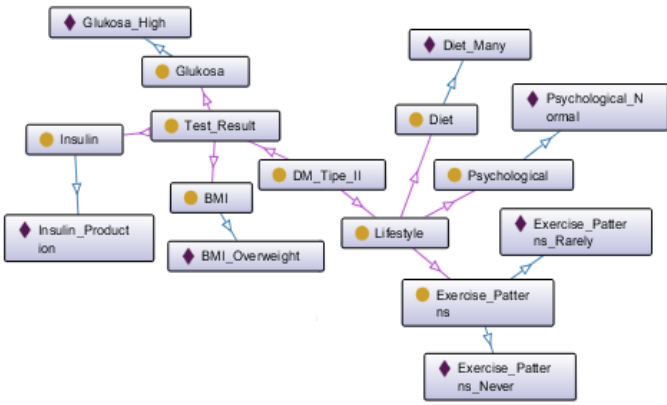 Glukosa_High
Diet_Many
Glukosa
Psychological_N
ormal
Diet
Test_Result
Insulin
DM_Tipe_II
Psychological
BMI
Insulin_Product
ion
Lifestyle
Exercise_Patter
ns_Rarely
BMI_Overweight
Exercise_Patter
ns
Exercise_Patter
ns_Never